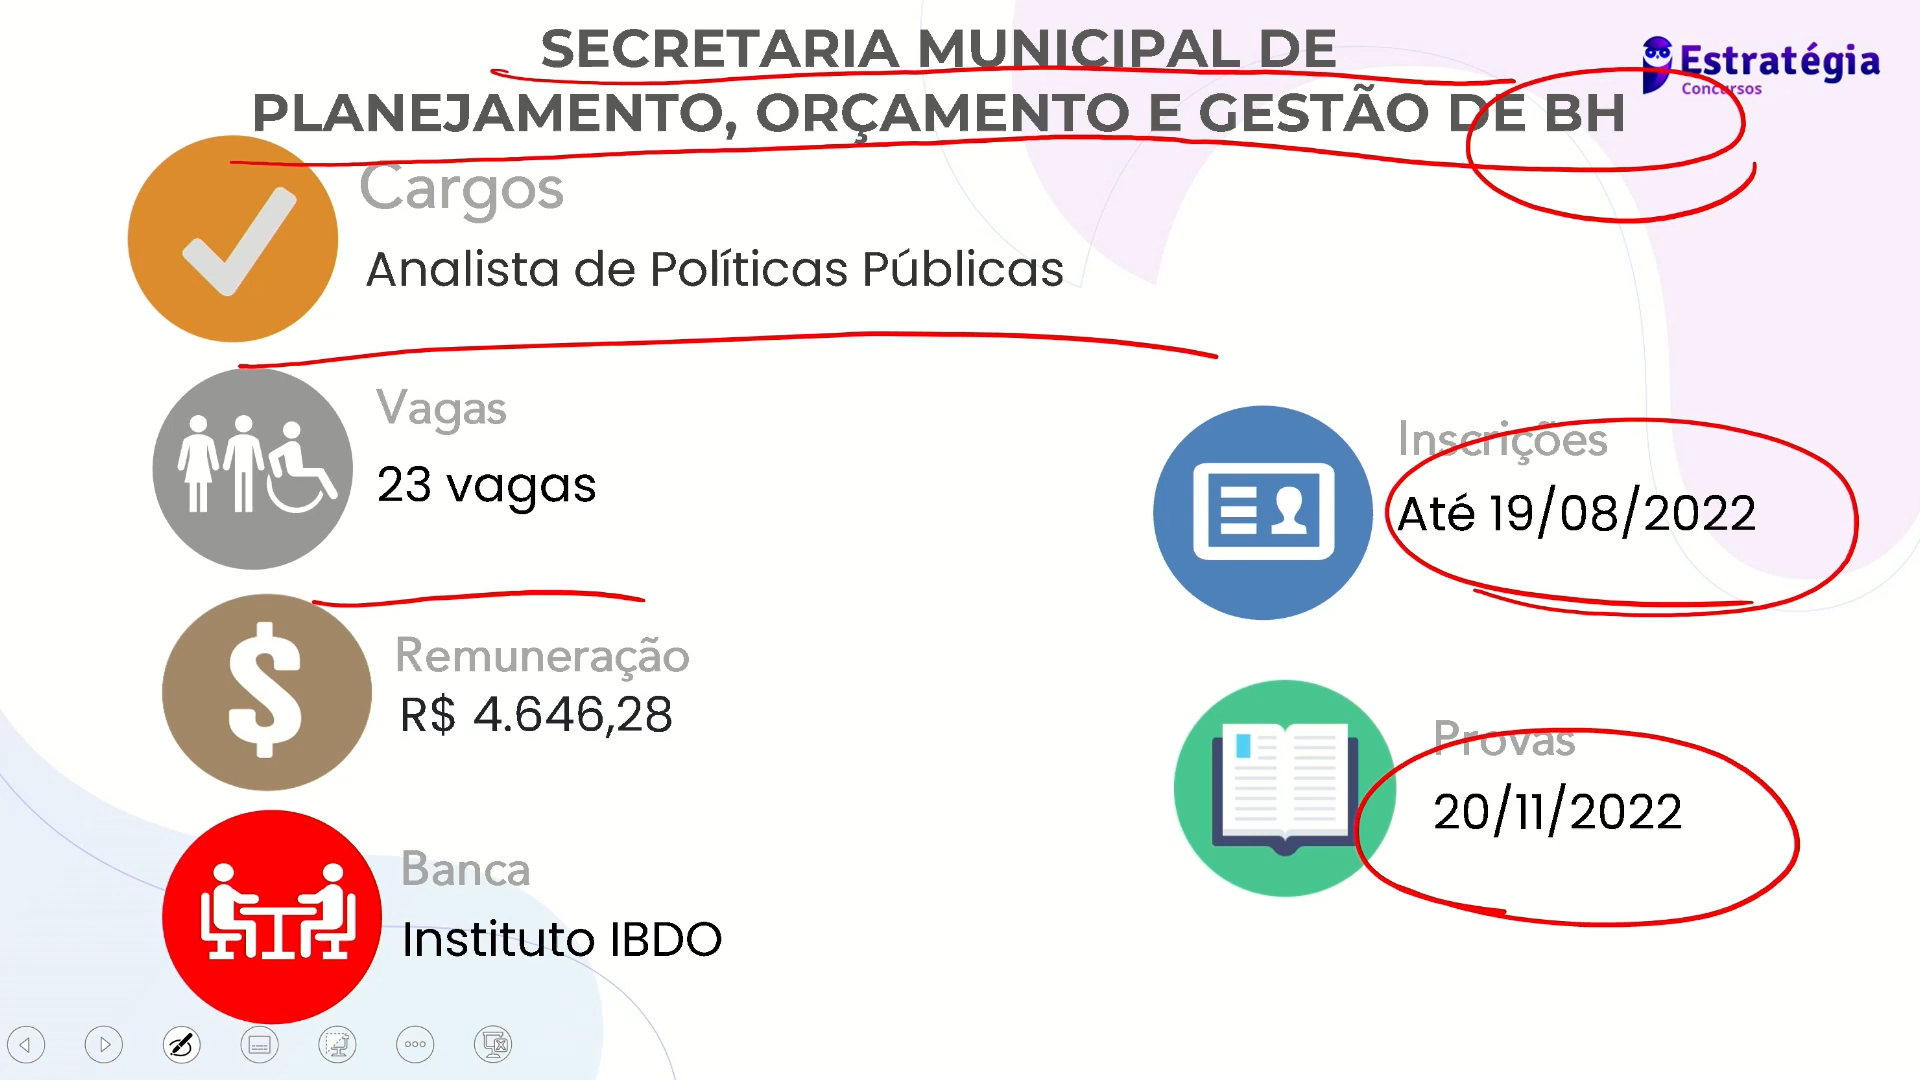 SECRETARIA MUNICIPAL DE
PLANEJAMENTO, ORÇAMENTO E GESTÃO DE BH
Estratégia
Concursos
Cargos
Analista de Políticas Públicas
Vagas
23 vagas
Remuneração
R$ 4.646,28
Banca
Instituto IBDO
Inscrições
Até 19/08/2022
Provas
20/11/2022